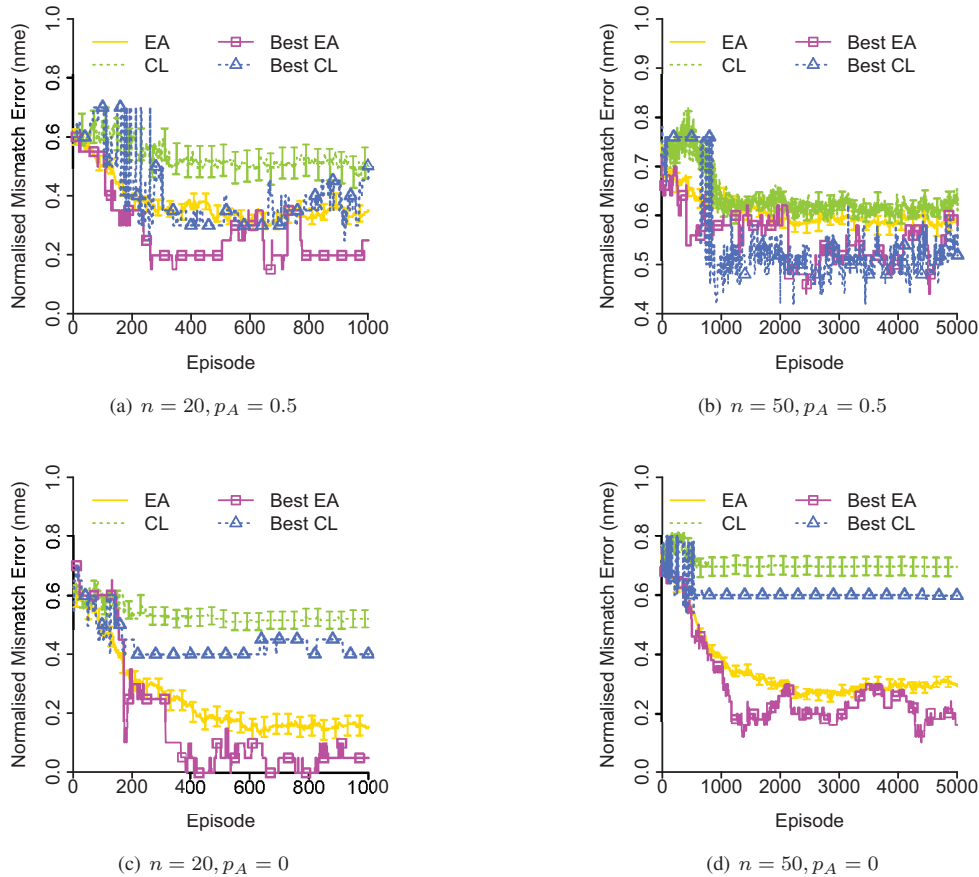 Normalised Mismatch Error (nme)
0.0 0.2 0.4 0.6 0.8 1.0
EA
CL
Best EA
Best CL
0 200 400 600 800 1000
Episode
(a) n = 20, p_A = 0.5
Normalised Mismatch Error (nme)
0.4 0.5 0.6 0.7 0.8 0.9 1.0
EA
CL
Best EA
Best CL
0 1000 2000 3000 4000 5000
Episode
(b) n = 50, p_A = 0.5
Normalised Mismatch Error (nme)
0.0 0.2 0.4 0.6 0.8 1.0
EA
CL
Best EA
Best CL
0 200 400 600 800 1000
Episode
(c) n = 20, p_A = 0
Normalised Mismatch Error (nme)
0.0 0.2 0.4 0.6 0.8 1.0
EA
CL
Best EA
Best CL
0 1000 2000 3000 4000 5000
Episode
(d) n = 50, p_A = 0